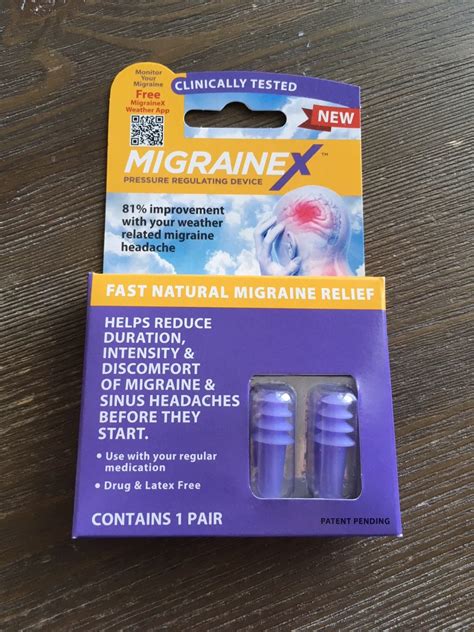 Monitor
Your
Migraine
Free
MigraineX
Weather App
CLINICALLY TESTED
NEW
MIGRAINEX™
PRESSURE REGULATING DEVICE
81% improvement
with your weather
related migraine
headache
FAST NATURAL MIGRAINE RELIEF
HELPS REDUCE
DURATION,
INTENSITY &
DISCOMFORT
OF MIGRAINE &
SINUS HEADACHES
BEFORE THEY
START.
• Use with your regular
medication
• Drug & Latex Free
CONTAINS 1 PAIR
PATENT PENDING